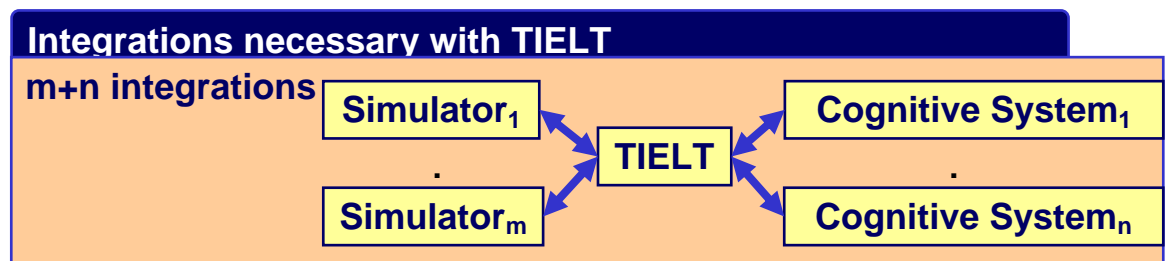 Integrations necessary with TIELT
m+n integrations
Simulator₁ Cognitive System₁
TIELT
. .
Simulatorₘ Cognitive Systemₙ